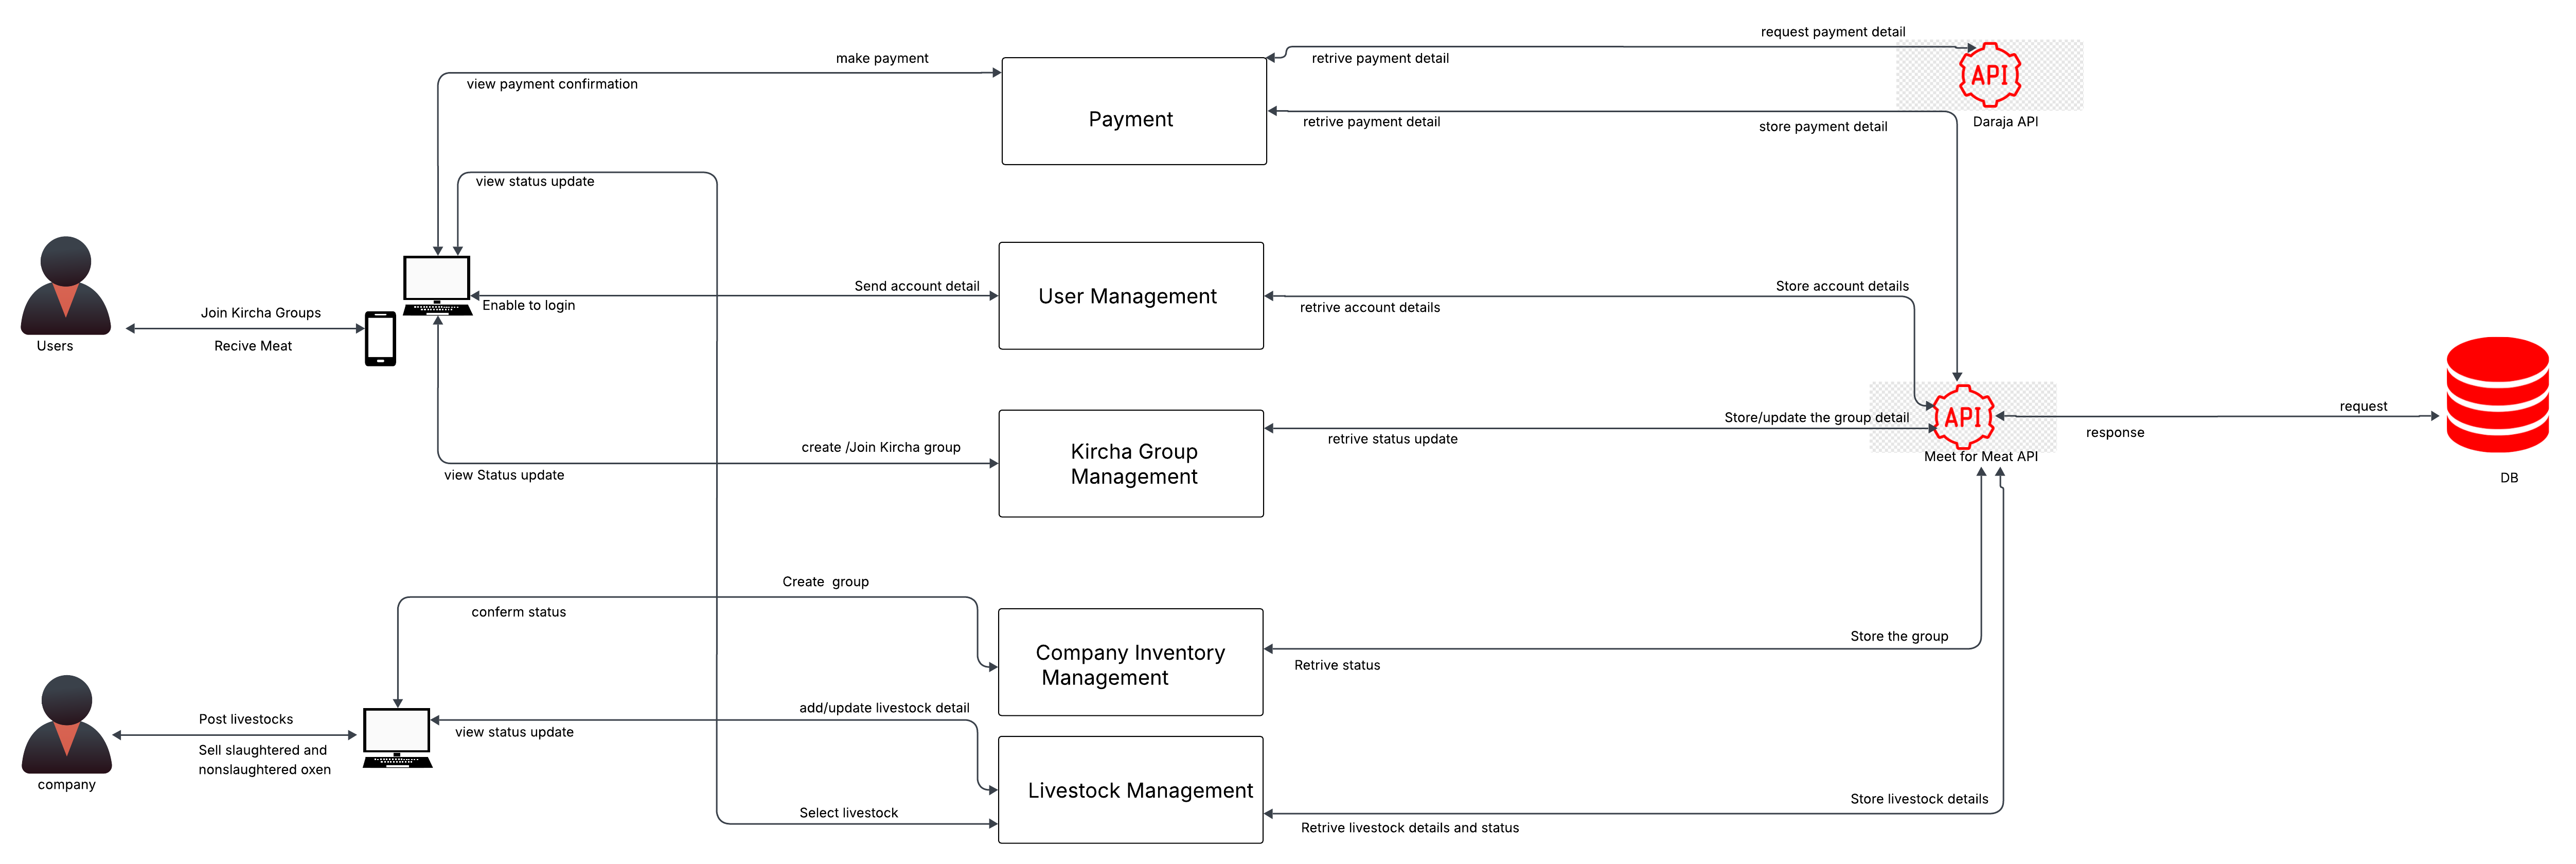 request payment detail
make payment
retrive payment detail
view payment confirmation
API
Payment
retrive payment detail
store payment detail
Daraja API
view status update
Send account detail
Enable to login
User Management
Store account details
retrive account details
Join Kircha Groups
Recive Meat
Users
create /Join Kircha group
view Status update
Kircha Group
Management
Store/update the group detail
retrive status update
API
Meet for Meat API
request
response
DB
Create  group
conferm status
Company Inventory
Management
Store the group
Retrive status
Post livestocks
Sell slaughtered and
nonslaughtered oxen
company
add/update livestock detail
view status update
Livestock Management
Select livestock
Store livestock details
Retrive livestock details and status